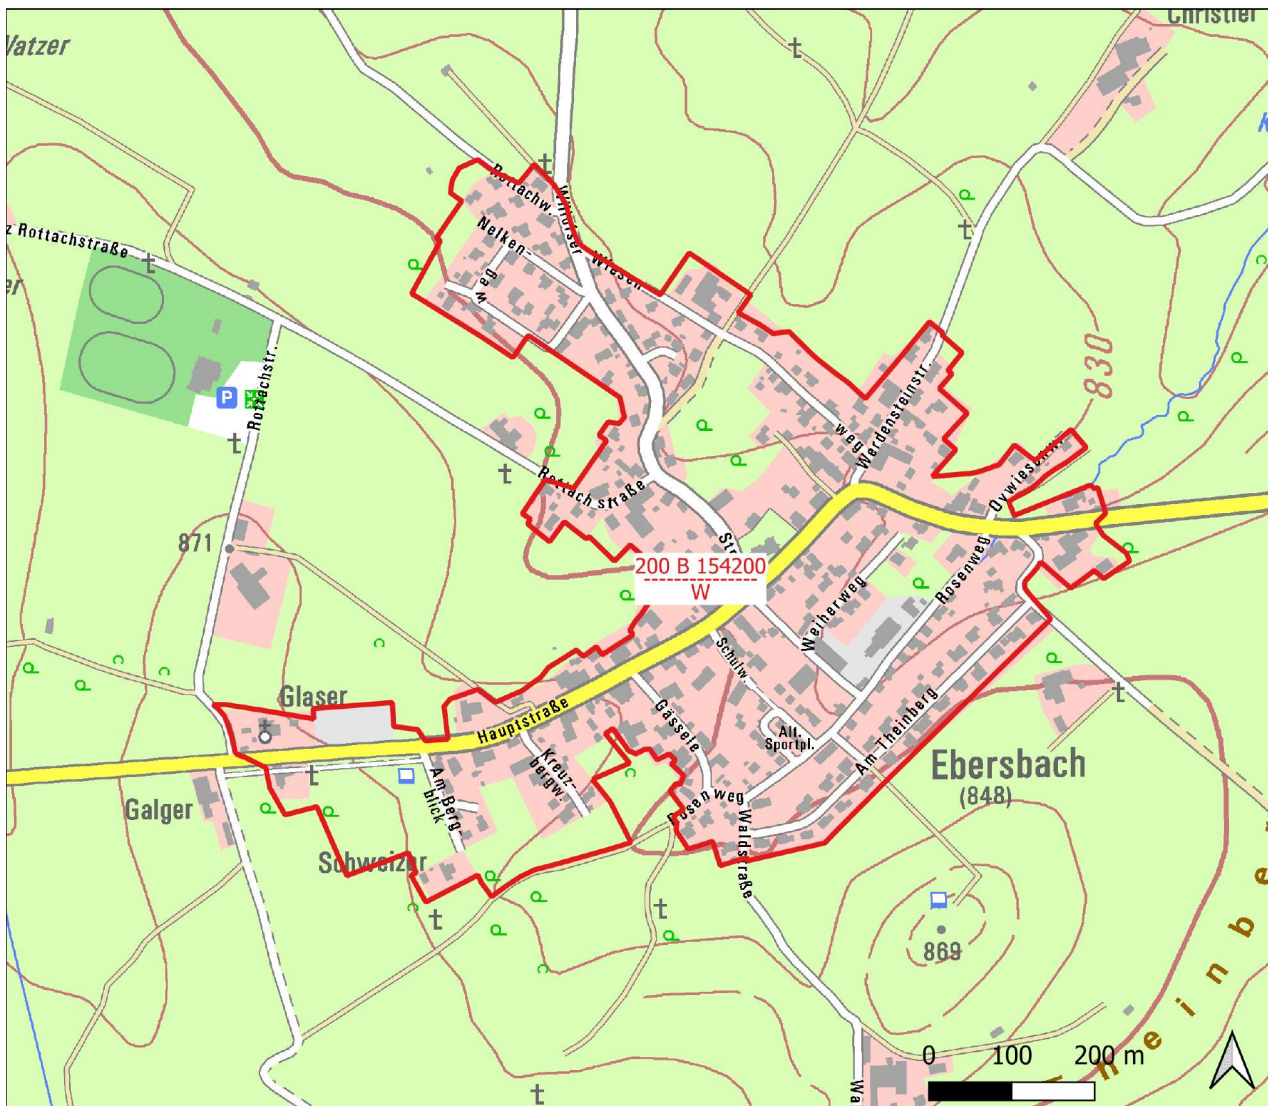 Christler
Watzer
Rottachw.
Willofser
Nelken-
weg
Wiesen
Rottachstraße
830
P
Rottachstr.
weg
Werdensteinstr.
Rottach straße
871
200 B 154200
W
Weiherweg
Rosenweg
Schulw.
Glaser
Hauptstraße
Gässele
Alt.
Sportpl.
Am Theinberg
Kreuz-
bergw.
Ebersbach
(848)
Galger
Am Berg-
blick
Rosenweg
Waldstraße
Schweizer
869
0 100 200 m